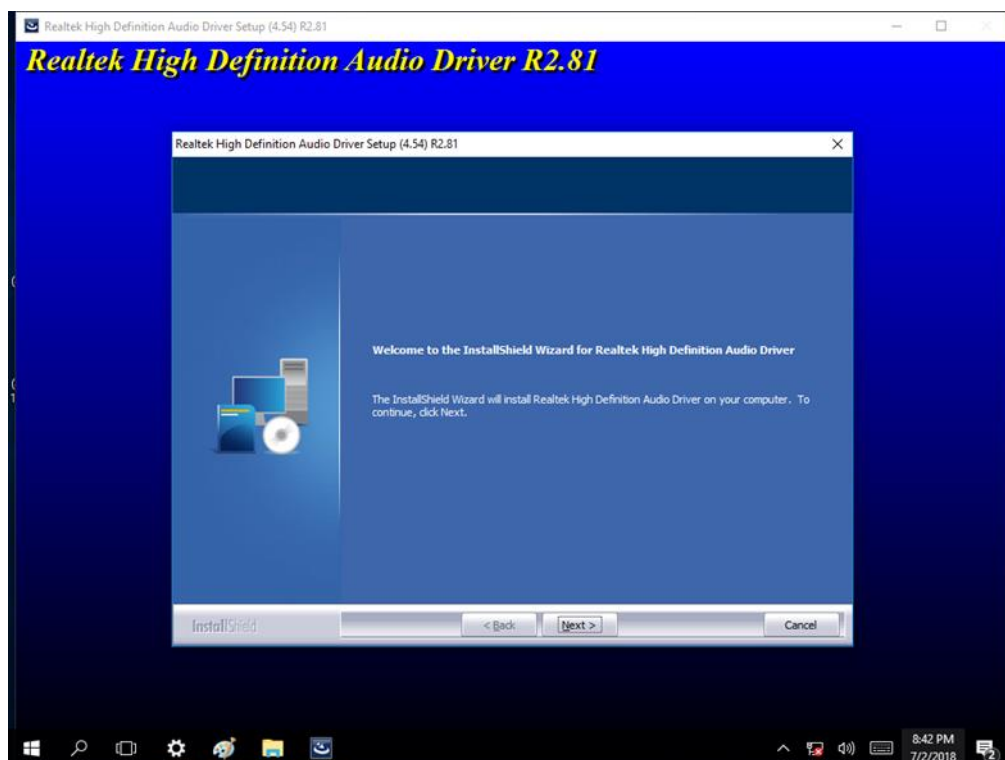 Realtek High Definition Audio Driver Setup (4.54) R2.81
Realtek High Definition Audio Driver R2.81
Realtek High Definition Audio Driver Setup (4.54) R2.81
Welcome to the InstallShield Wizard for Realtek High Definition Audio Driver
The InstallShield Wizard will install Realtek High Definition Audio Driver on your computer. To
continue, click Next.
InstallShield
< Back
Next >
Cancel
8:42 PM
7/2/2018
2